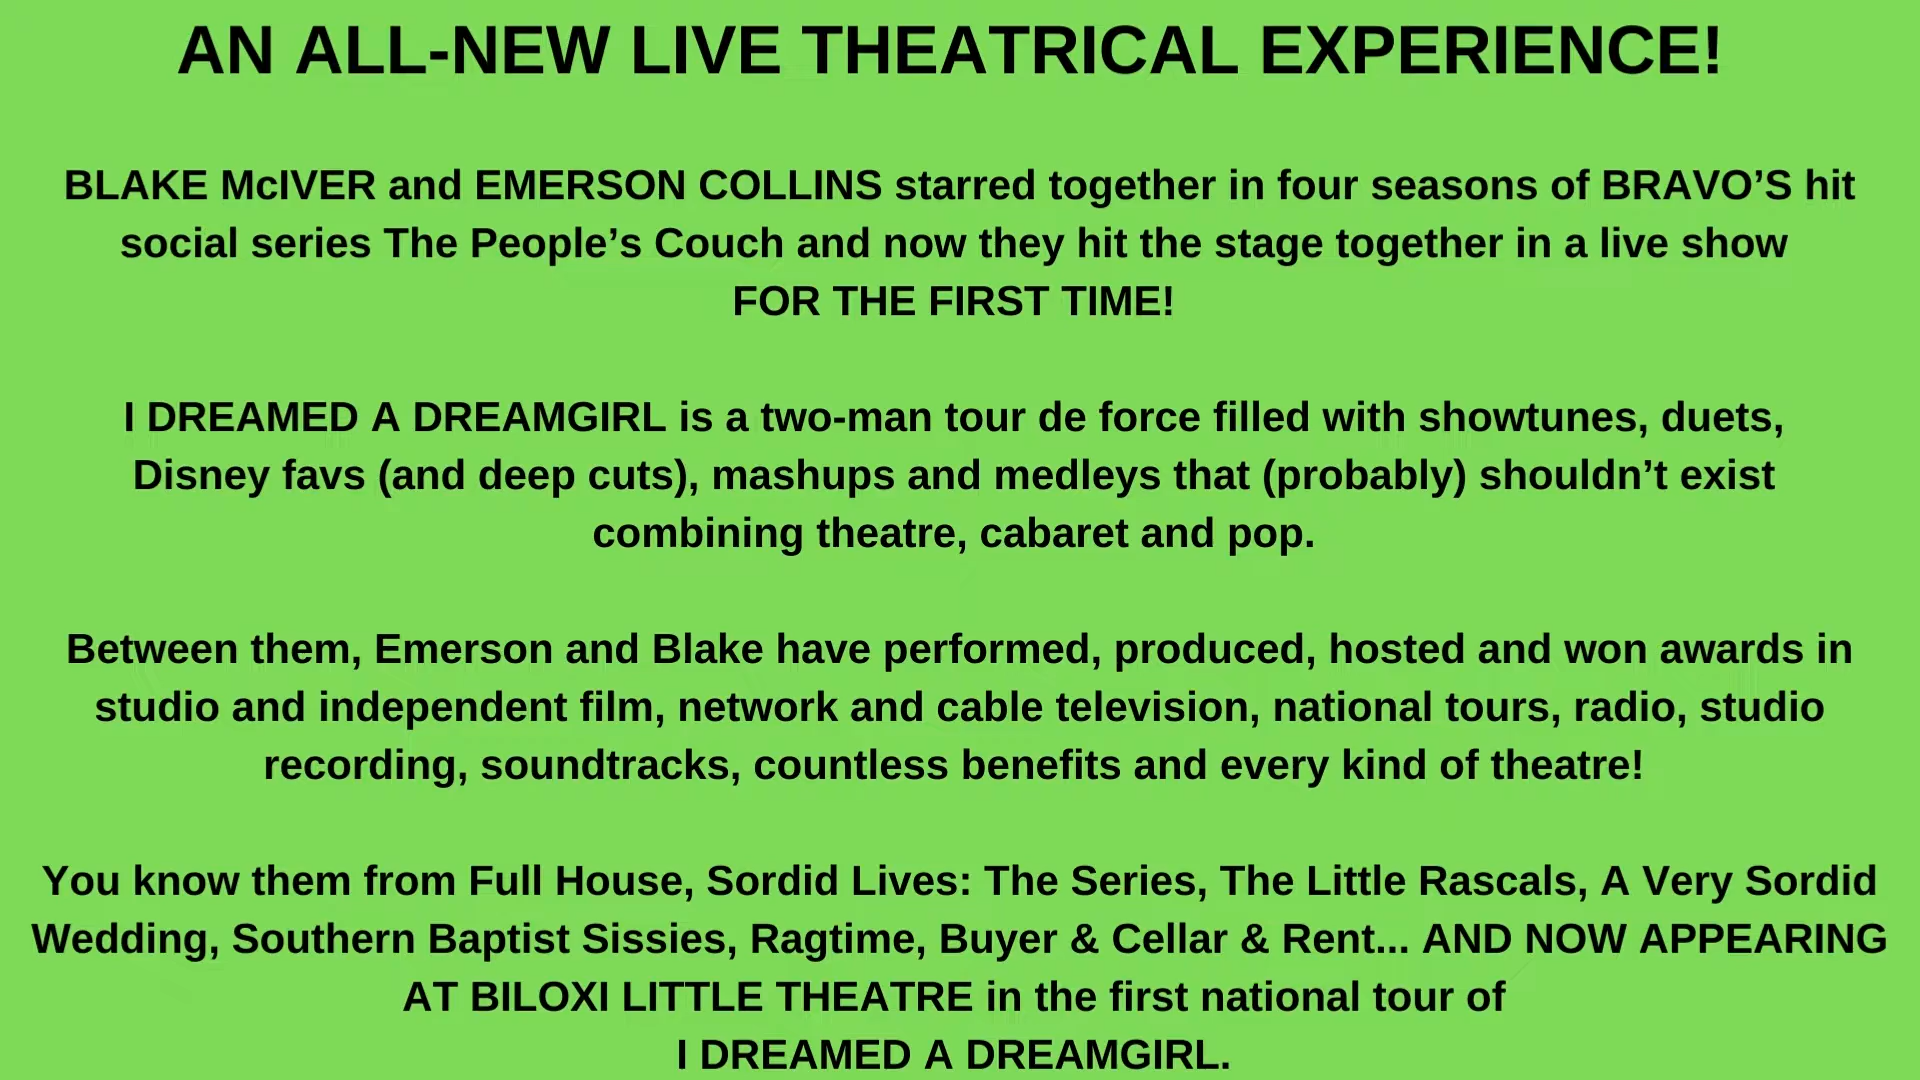 AN ALL-NEW LIVE THEATRICAL EXPERIENCE!
BLAKE McIVER and EMERSON COLLINS starred together in four seasons of BRAVO’S hit
social series The People’s Couch and now they hit the stage together in a live show
FOR THE FIRST TIME!
I DREAMED A DREAMGIRL is a two-man tour de force filled with showtunes, duets,
Disney favs (and deep cuts), mashups and medleys that (probably) shouldn’t exist
combining theatre, cabaret and pop.
Between them, Emerson and Blake have performed, produced, hosted and won awards in
studio and independent film, network and cable television, national tours, radio, studio
recording, soundtracks, countless benefits and every kind of theatre!
You know them from Full House, Sordid Lives: The Series, The Little Rascals, A Very Sordid
Wedding, Southern Baptist Sissies, Ragtime, Buyer & Cellar & Rent... AND NOW APPEARING
AT BILOXI LITTLE THEATRE in the first national tour of
I DREAMED A DREAMGIRL.